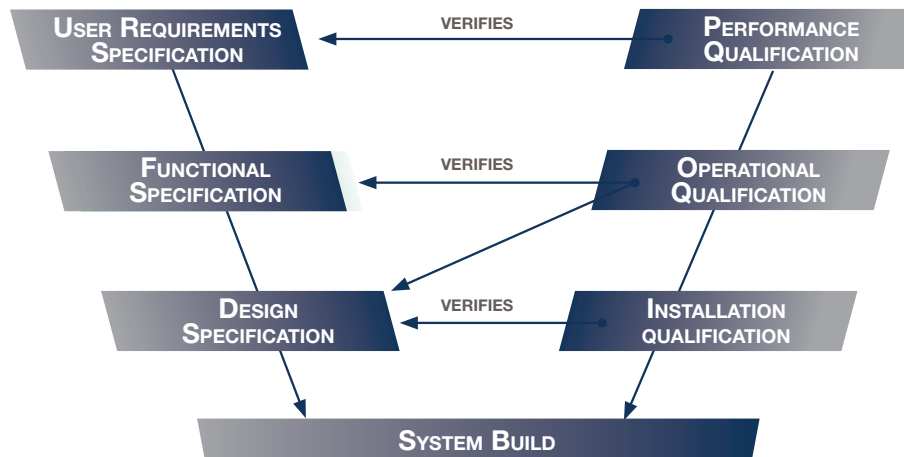 User Requirements
Specification
VERIFIES
Performance
Qualification
Functional
Specification
VERIFIES
Operational
Qualification
Design
Specification
VERIFIES
Installation
qualification
System Build